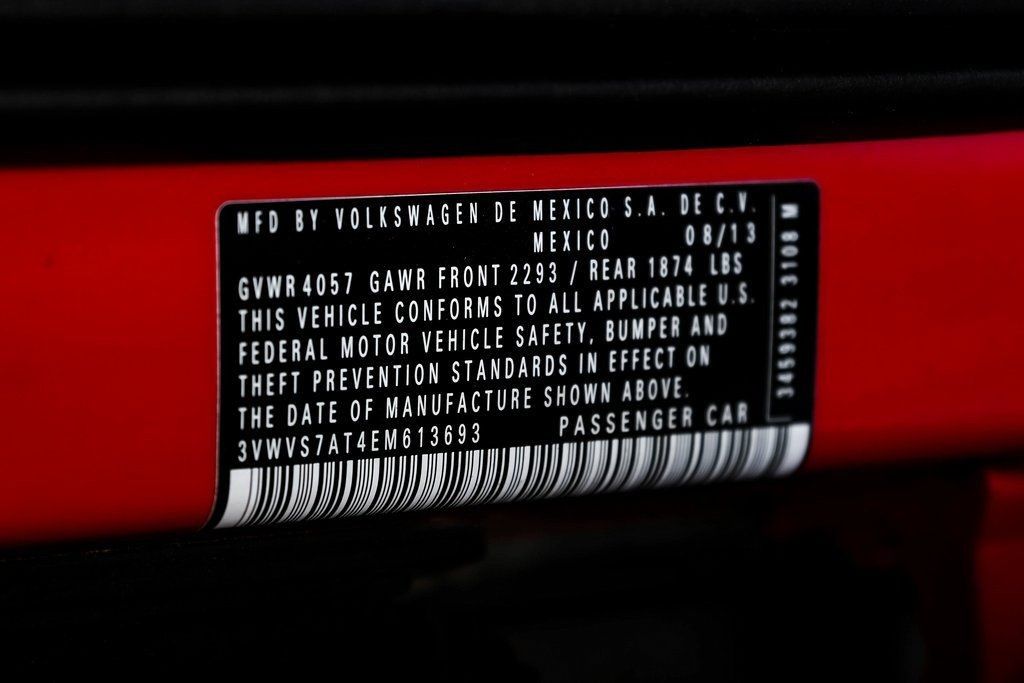 MFD BY VOLKSWAGEN DE MEXICO S.A. DE C.V.
MEXICO 08/13
GVWR 4057 GAWR FRONT 2293 / REAR 1874 LBS
THIS VEHICLE CONFORMS TO ALL APPLICABLE U.S.
FEDERAL MOTOR VEHICLE SAFETY, BUMPER AND
THEFT PREVENTION STANDARDS IN EFFECT ON
THE DATE OF MANUFACTURE SHOWN ABOVE.
3VWVS7AT4EM613693 PASSENGER CAR
3459382 3108 M